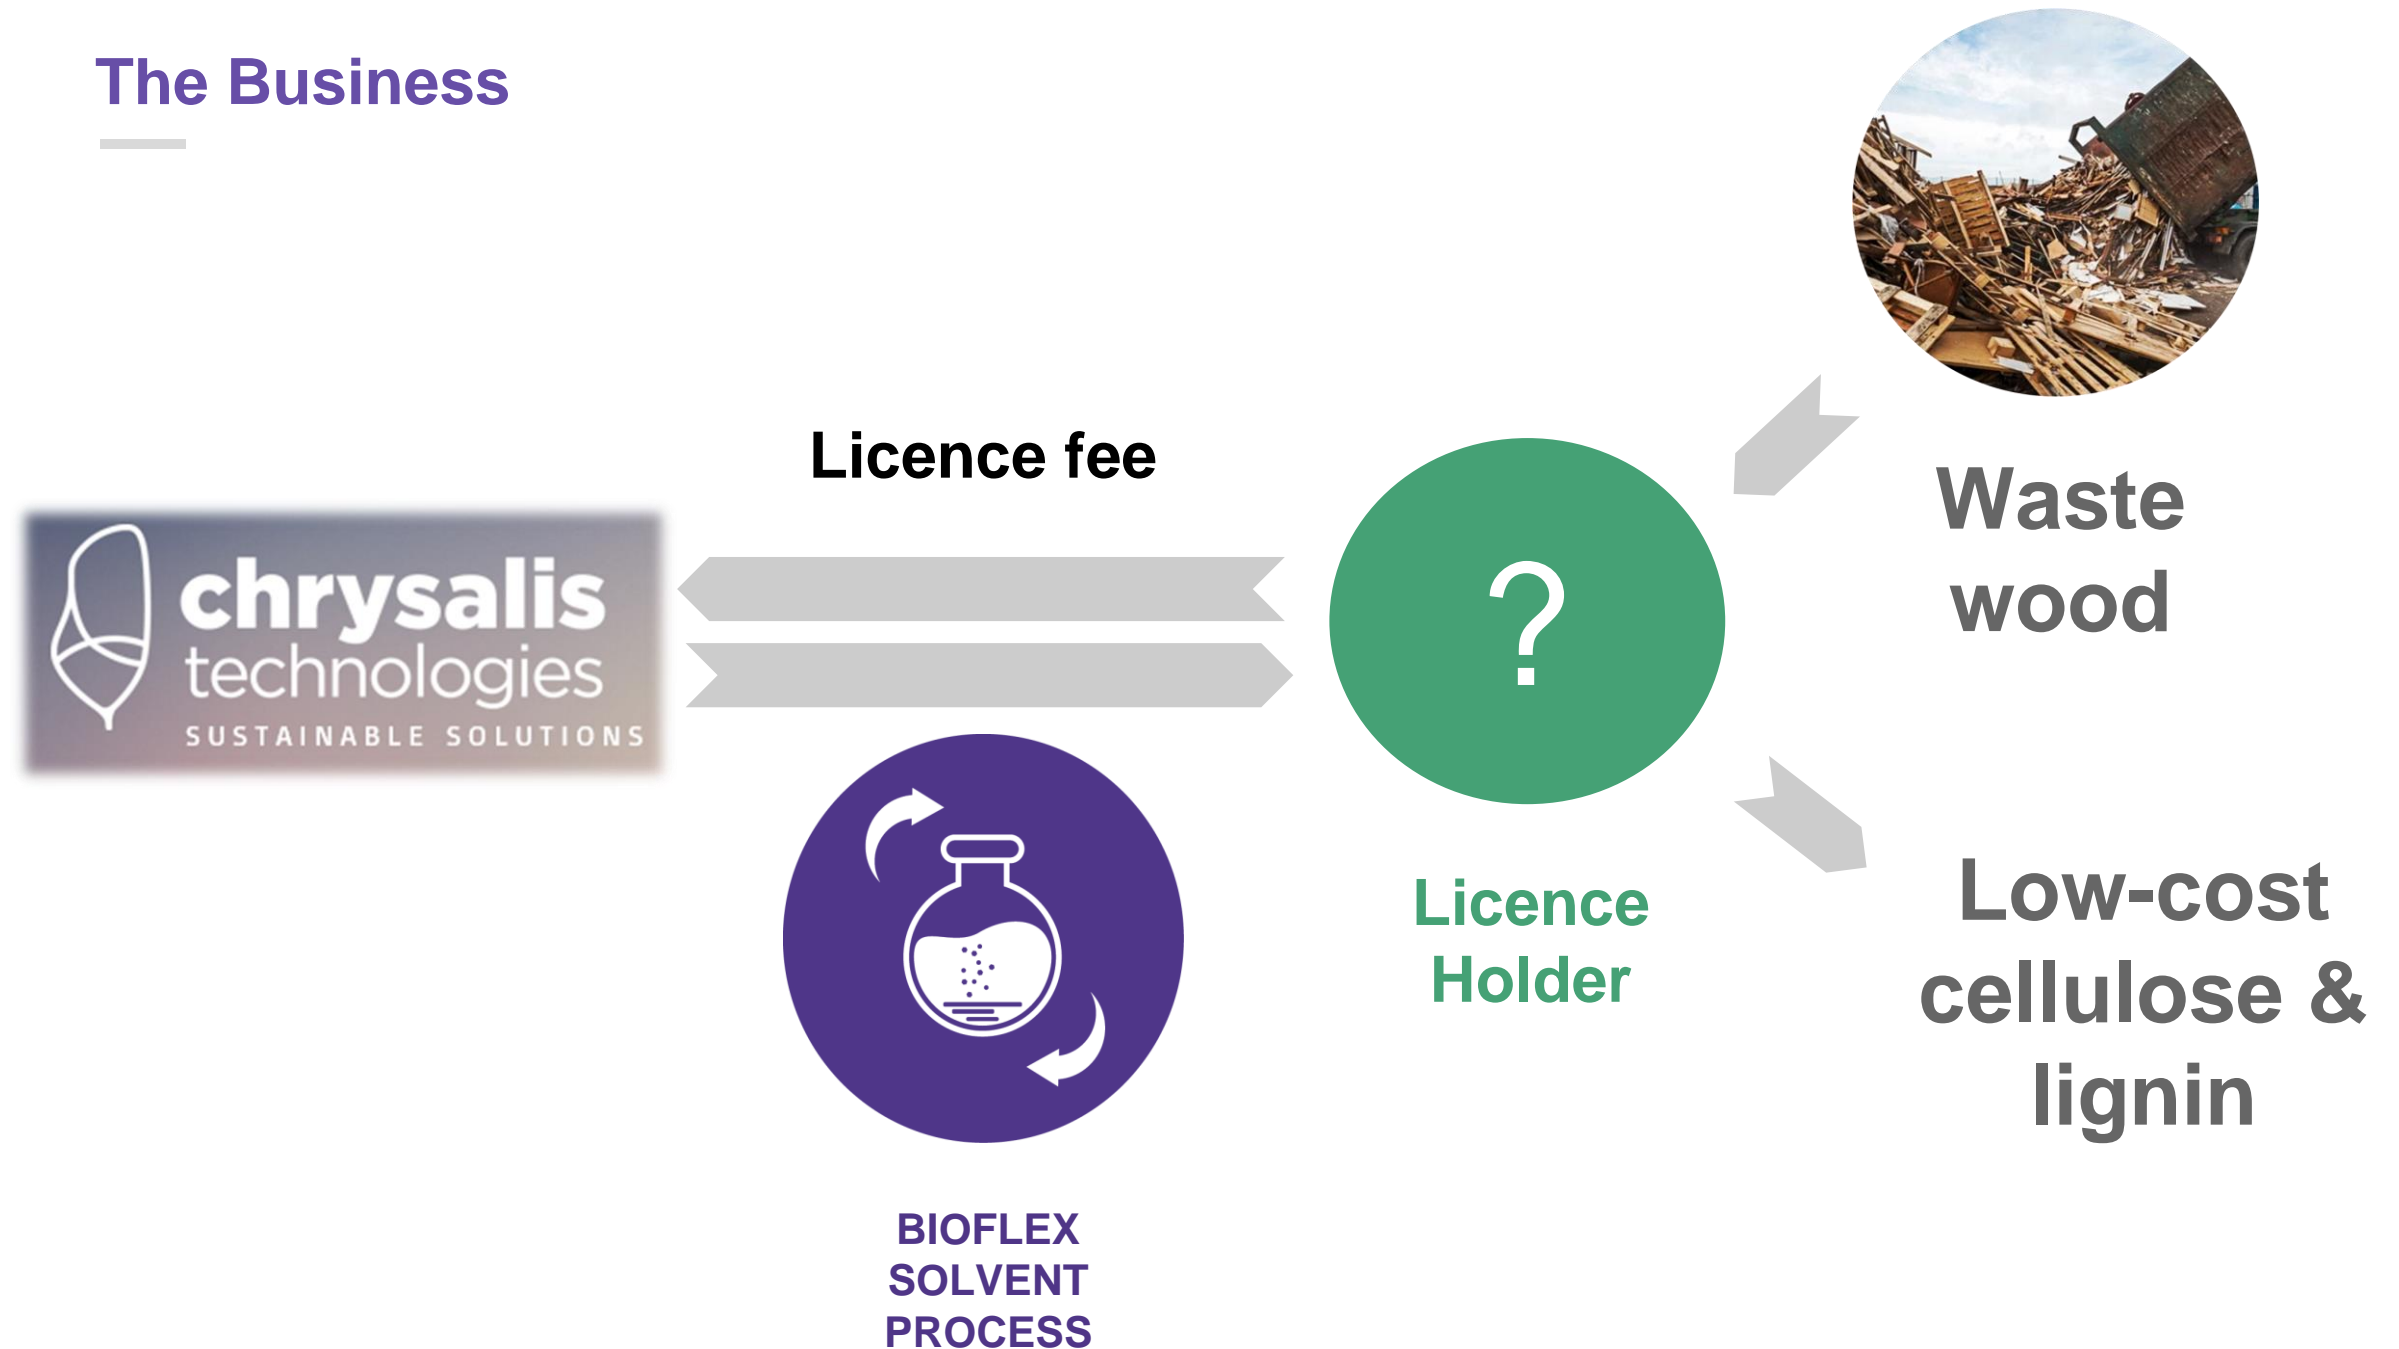 The Business
Licence fee
chrysalis
technologies
SUSTAINABLE SOLUTIONS
?
Waste
wood
Licence
Holder
Low-cost
cellulose &
lignin
BIOFLEX
SOLVENT
PROCESS